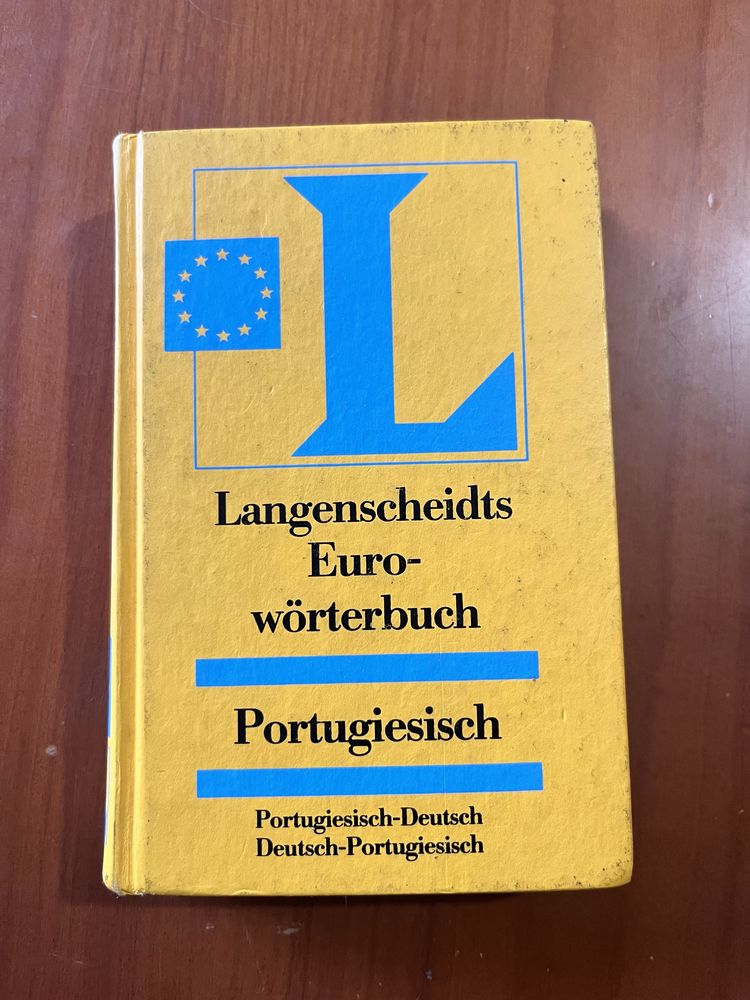 L
Langenscheidts
Euro-
wörterbuch
Portugiesisch
Portugiesisch-Deutsch
Deutsch-Portugiesisch